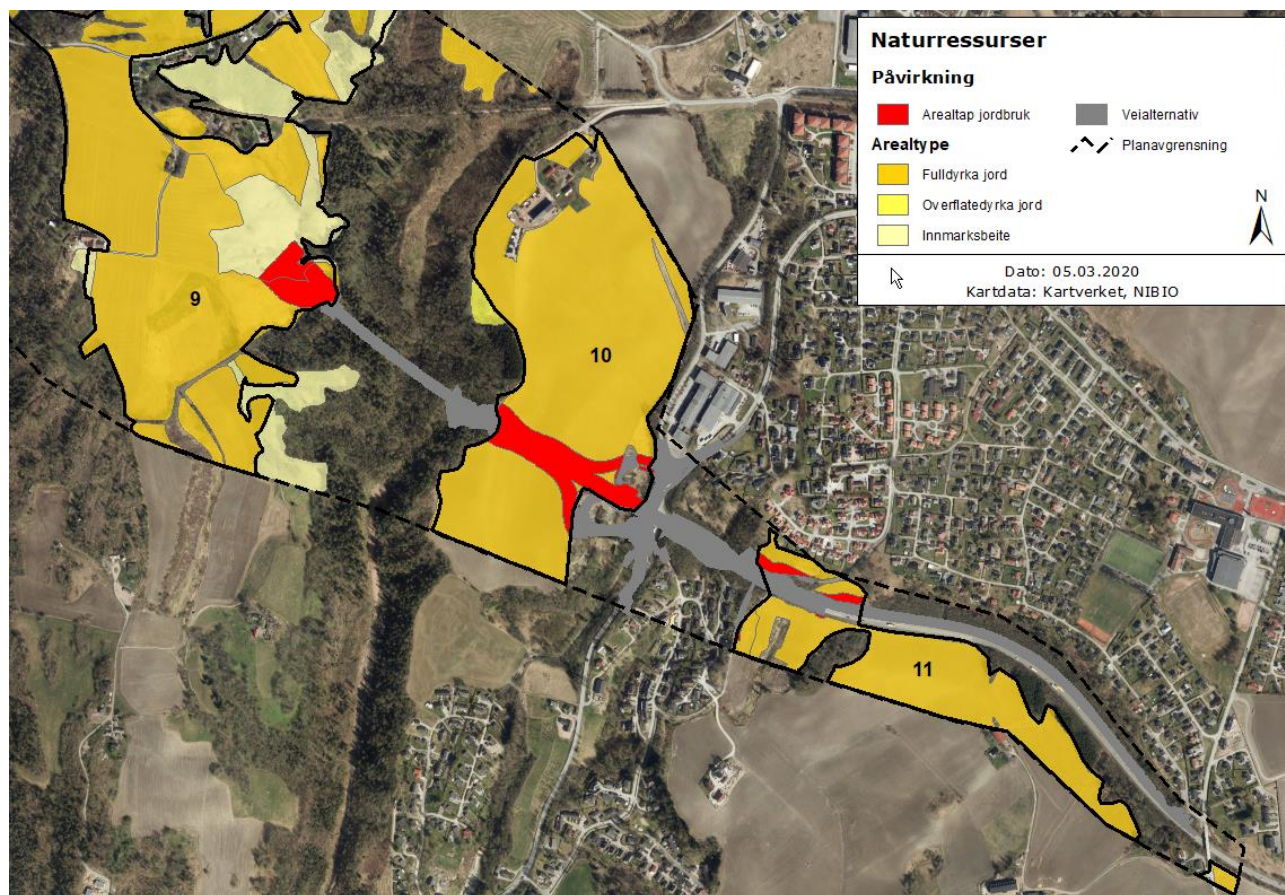 Naturressurser
Påvirkning
Arealtap jordbruk
Veialternativ
Arealtype
Planavgrensning
Fulldyrka jord
Overflatedyrka jord
Innmarksbeite
N
Dato: 05.03.2020
Kartdata: Kartverket, NIBIO
9
10
11